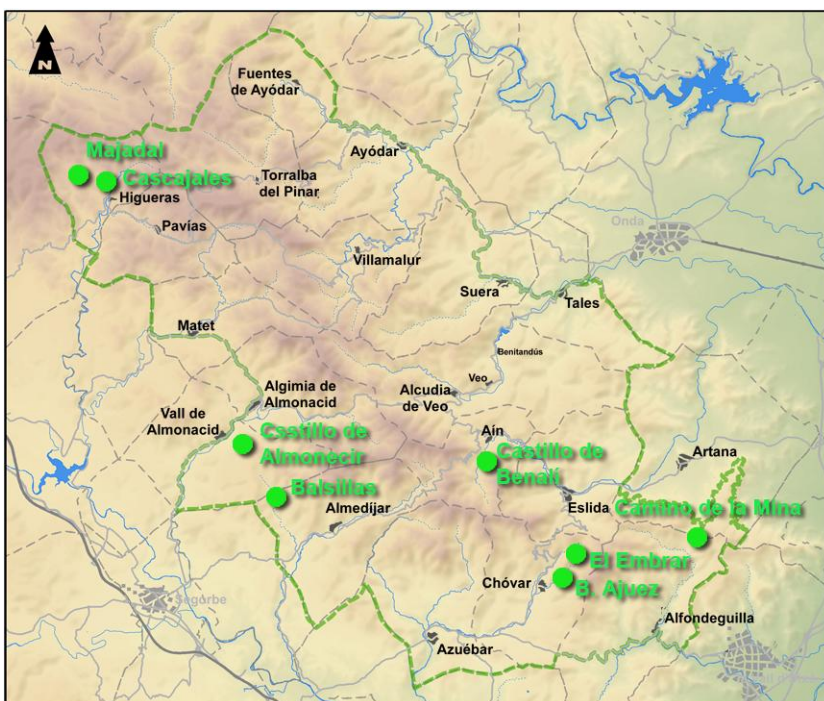 N
Fuentes
de Ayódar
Ayódar
Majadal
Cascajales
Higueras
Torralba
del Pinar
Pavías
Onda
Villamalur
Suera
Tales
Matet
Benitandús
Veo
Alcudia
de Veo
Algimia de
Almonacid
Vall de
Almonacid
Castillo de
Almonecir
Aín
Castillo de
Benalí
Artana
Balsillas
Eslida
Camino de la Mina
Almedíjar
El Embrar
Chóvar
B. Ajuez
Segorbe
Alfondeguilla
Azuébar